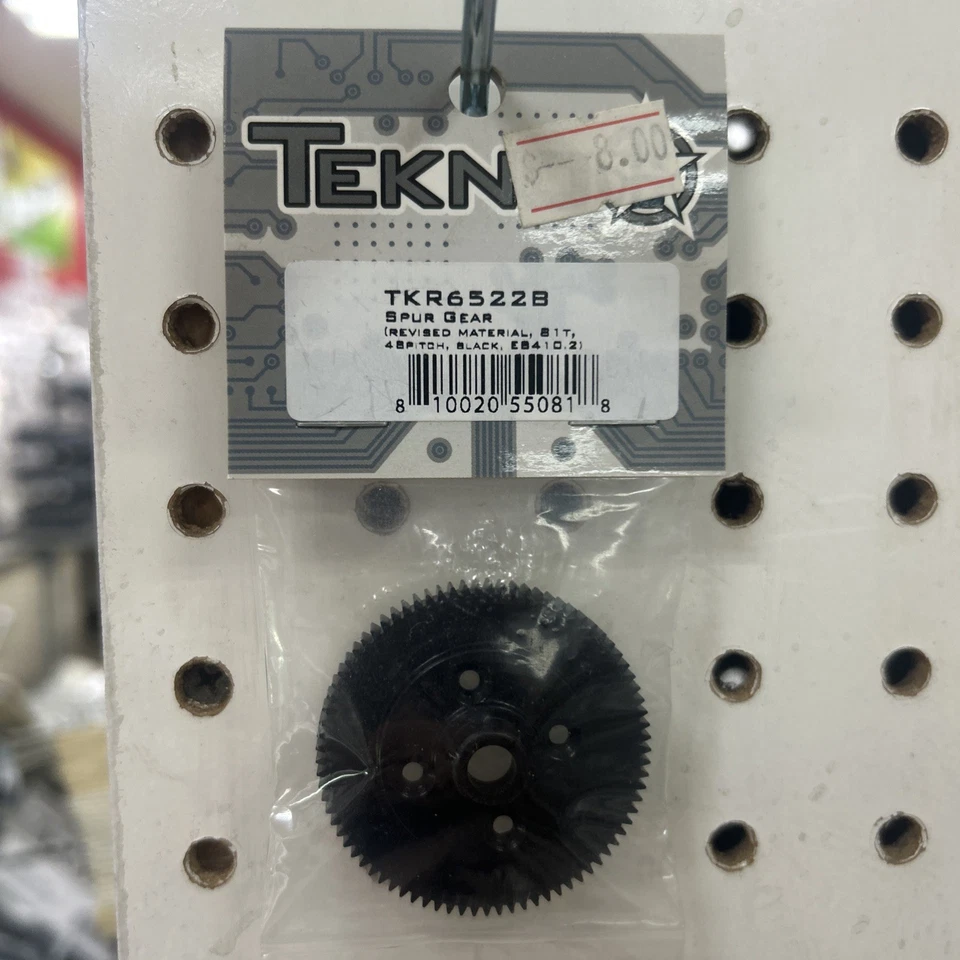 TEKN
8.00
TKR6522B
SPUR GEAR
(REVISED MATERIAL, 81T,
48PITCH, BLACK, EB410.2)
8 10020 55081 8